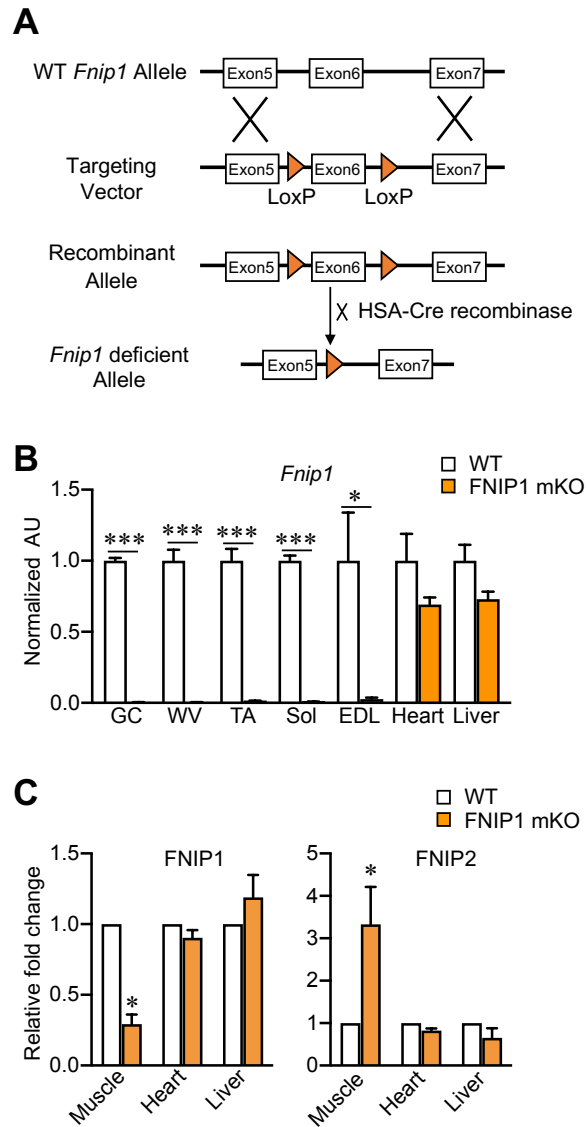 A
WT Fnip1 Allele
Exon5 Exon6 Exon7
Targeting
Vector
Exon5 Exon6 Exon7
LoxP LoxP
Recombinant
Allele
Exon5 Exon6 Exon7
HSA-Cre recombinase
Fnip1 deficient
Allele
Exon5 Exon7
B
Fnip1
WT
FNIP1 mKO
Normalized AU
1.5
1.0
0.5
0.0
*** *** *** *** *
GC WV TA Sol EDL Heart Liver
C
WT
FNIP1 mKO
Relative fold change
FNIP1
1.5
1.0
0.5
0.0
*
Muscle Heart Liver
FNIP2
5
4
3
2
1
0
*
Muscle Heart Liver